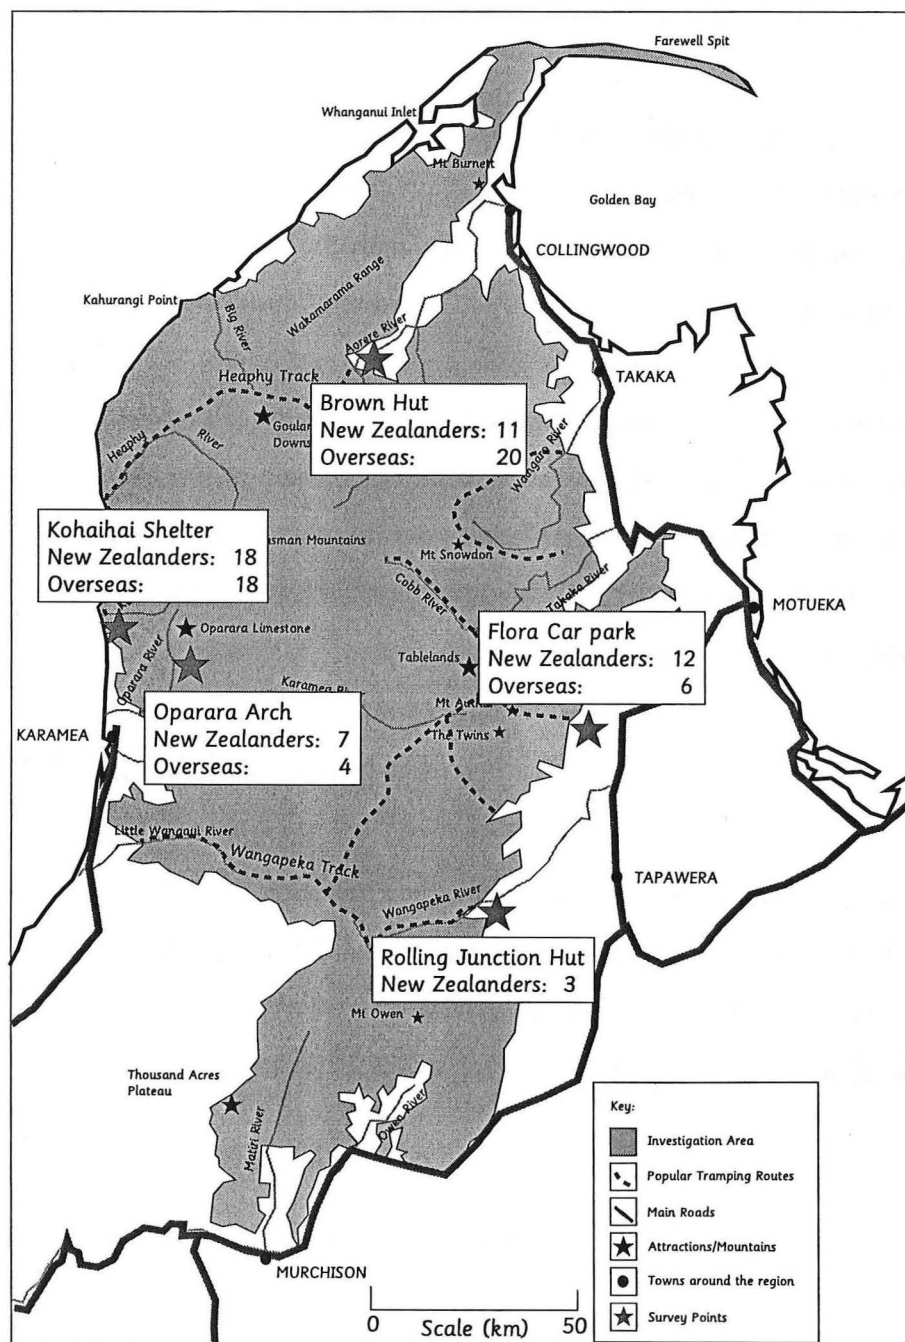 Farewell Spit
Whanganui Inlet
Mt Burnett
Golden Bay
COLLINGWOOD
Kahurangi Point
Wakamarama Range
Big River
Aorere River
Heaphy Track
TAKAKA
Brown Hut
New Zealanders: 11
Overseas: 20
Downs
Heaphy
River
Kohaihai Shelter
New Zealanders: 18
Overseas: 18
Mountains
Mt Snowdon
Cobb River
Takaka River
MOTUEKA
Flora Car park
New Zealanders: 12
Overseas: 6
Oparara Limestone
Tablelands
Oparara River
Karamea
Mt
The Twins
KARAMEA
Oparara Arch
New Zealanders: 7
Overseas: 4
Little Wanganui River
Wangapeka Track
TAPAWERA
Wangapeka River
Rolling Junction Hut
New Zealanders: 3
Mt Owen
Thousand Acres
Plateau
Matiri River
Owen River
MURCHISON
0 Scale (km) 50
Key:
Investigation Area
Popular Tramping Routes
Main Roads
Attractions/Mountains
Towns around the region
Survey Points